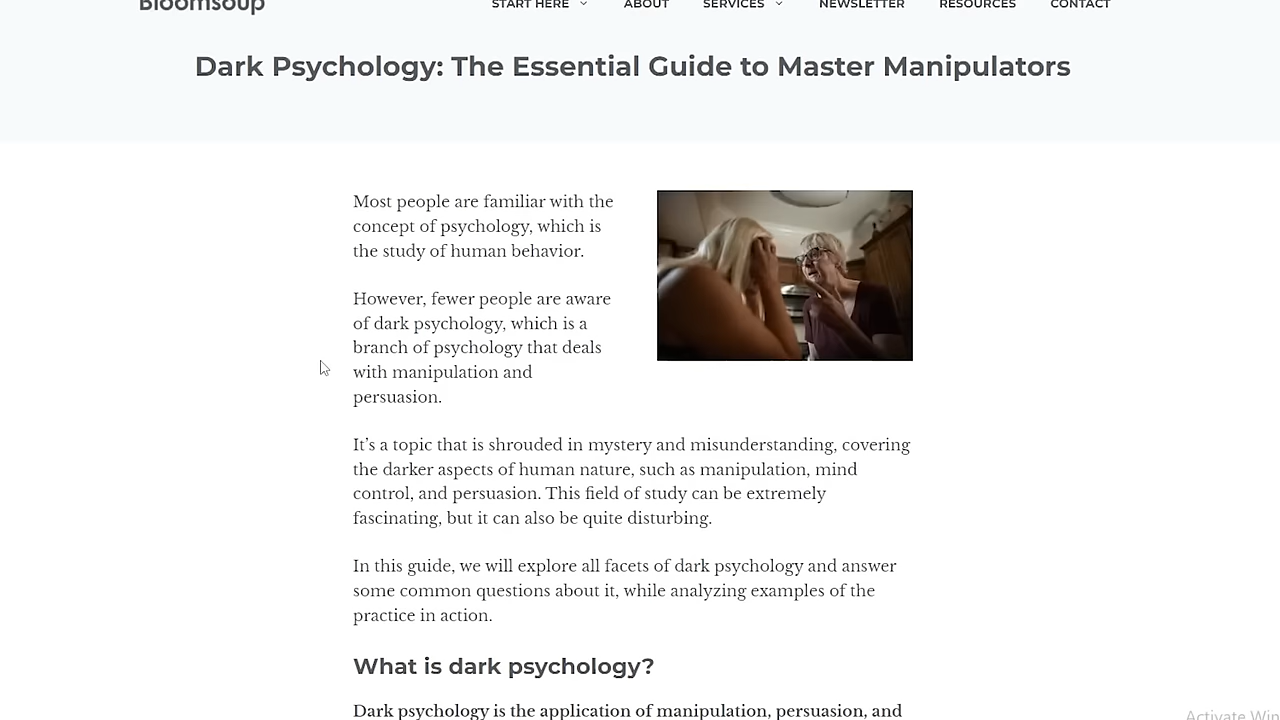 Bloomsoup
START HERE ABOUT SERVICES NEWSLETTER RESOURCES CONTACT
Dark Psychology: The Essential Guide to Master Manipulators
Most people are familiar with the
concept of psychology, which is
the study of human behavior.
However, fewer people are aware
of dark psychology, which is a
branch of psychology that deals
with manipulation and
persuasion.
It’s a topic that is shrouded in mystery and misunderstanding, covering
the darker aspects of human nature, such as manipulation, mind
control, and persuasion. This field of study can be extremely
fascinating, but it can also be quite disturbing.
In this guide, we will explore all facets of dark psychology and answer
some common questions about it, while analyzing examples of the
practice in action.
What is dark psychology?
Dark psychology is the application of manipulation, persuasion, and
Activate Win